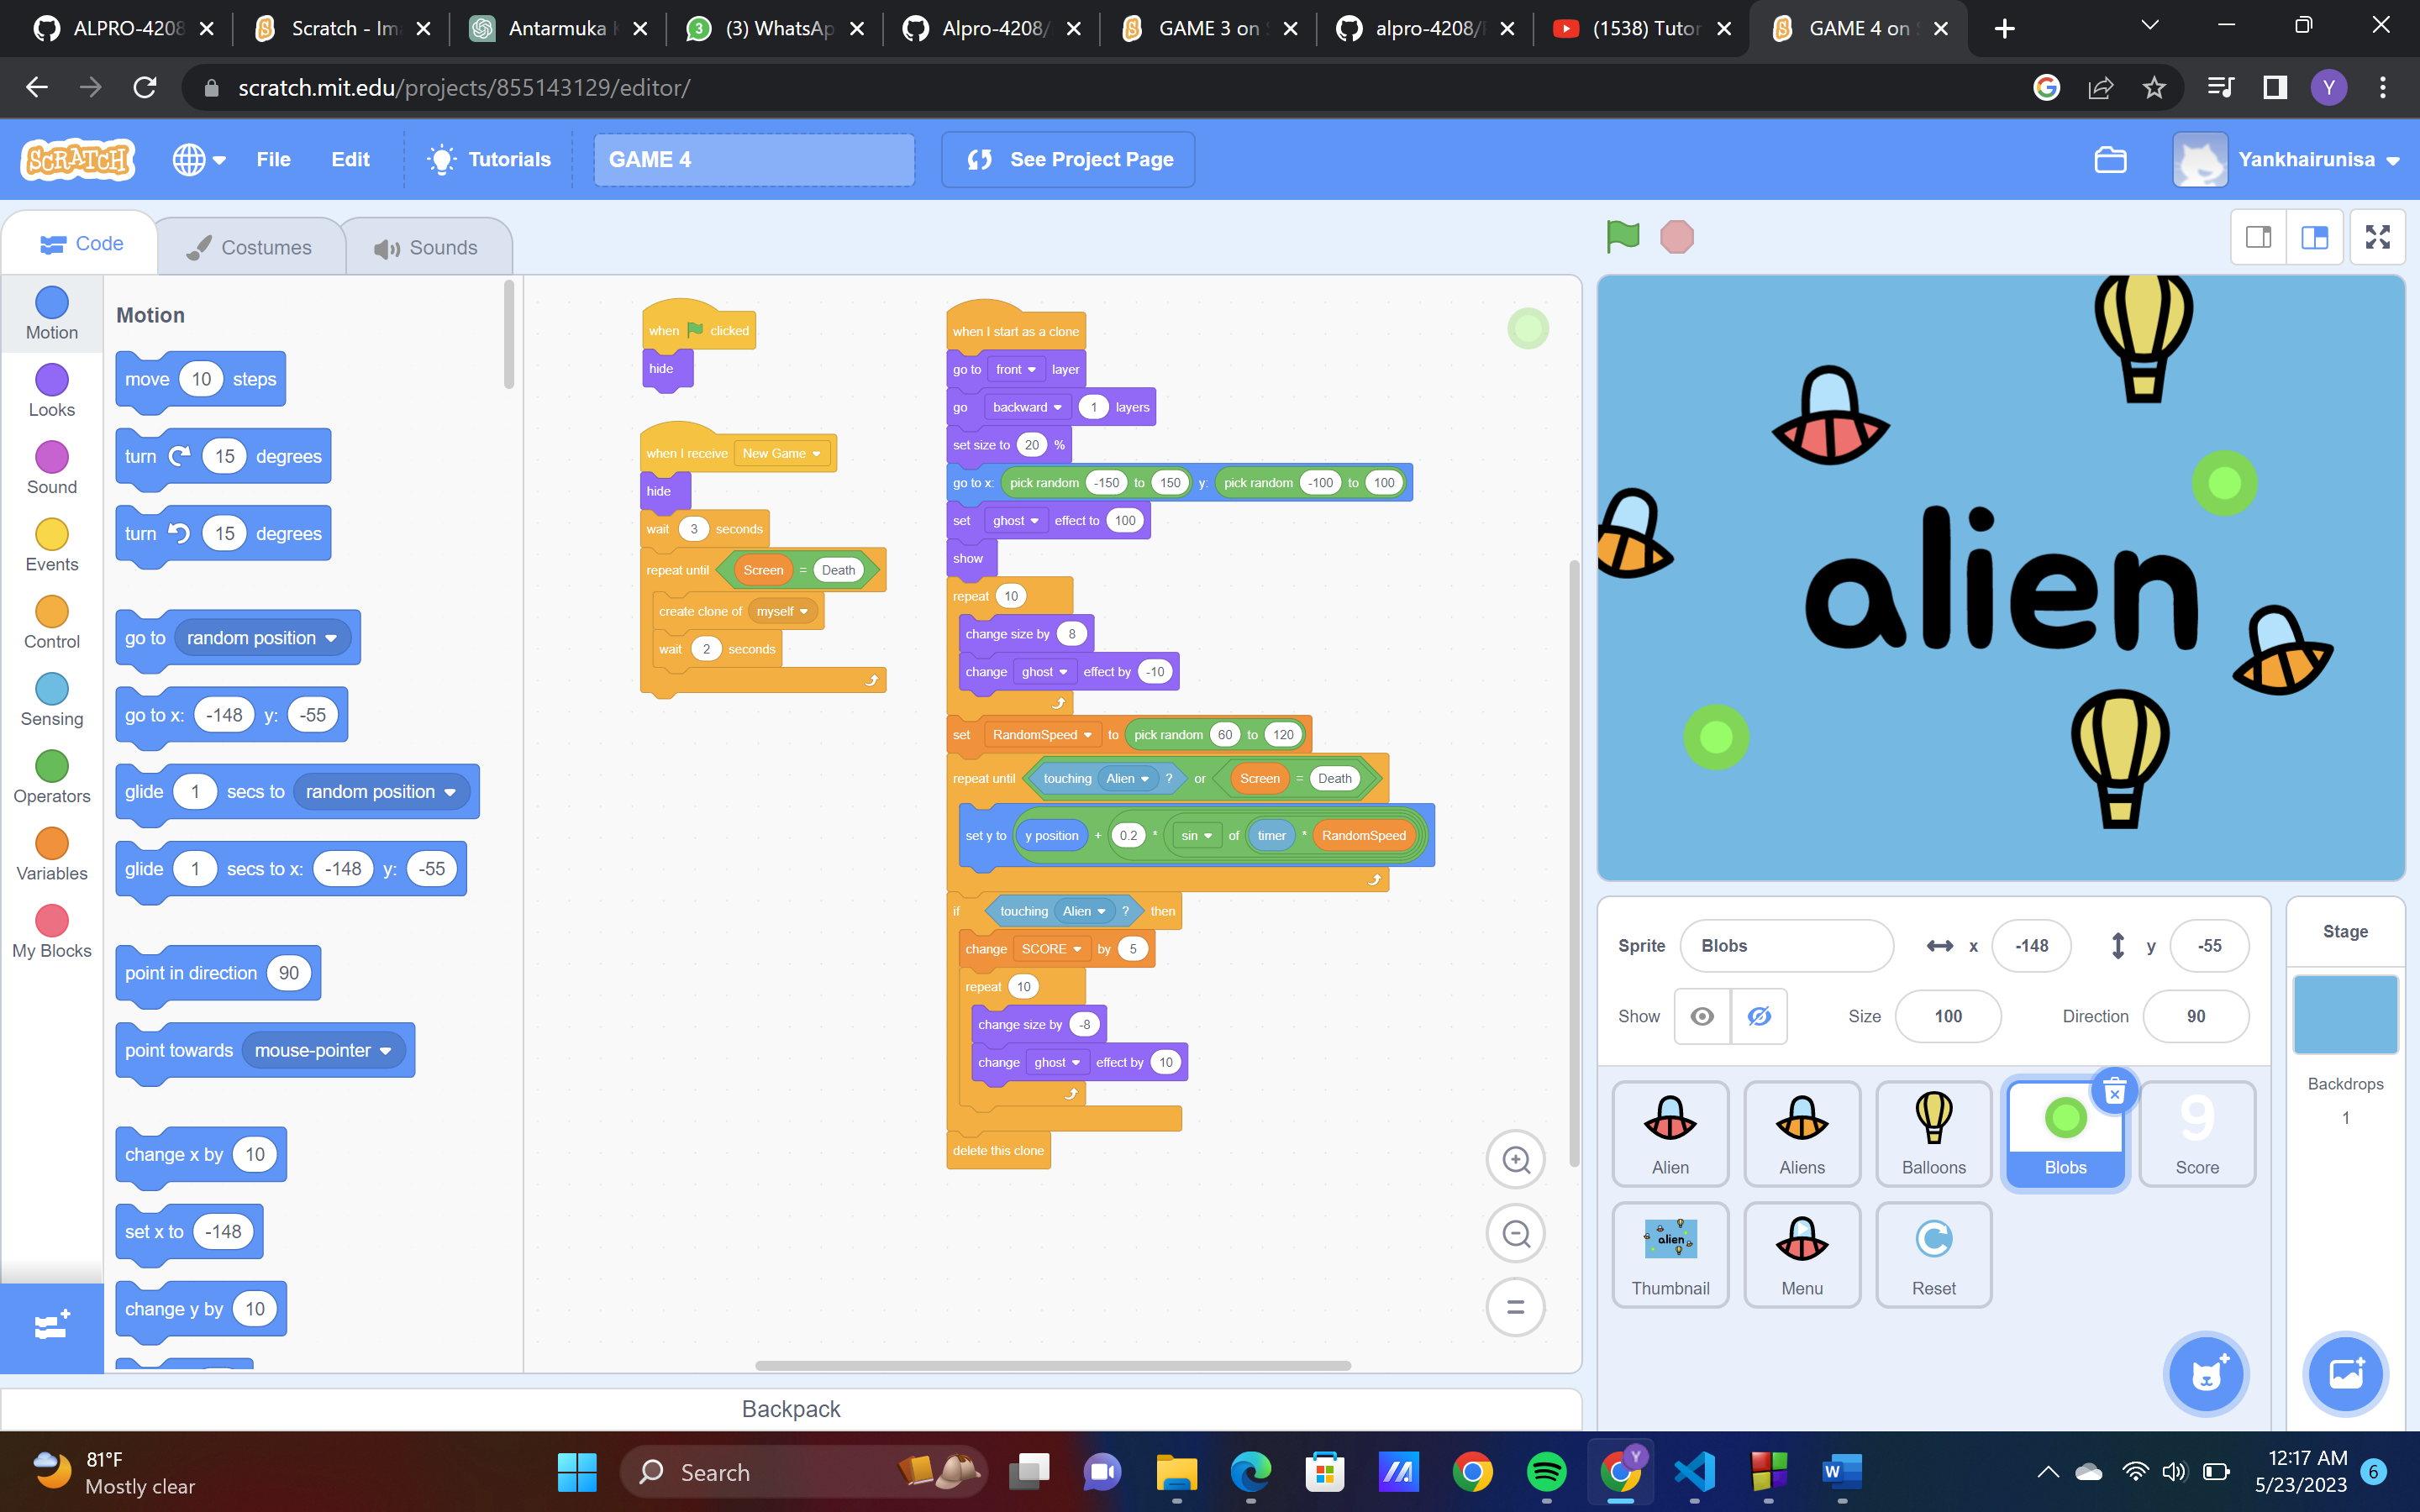 ALPRO-4208
Scratch - Im
Antarmuka
(3) WhatsAp
Alpro-4208/
GAME 3 on
alpro-4208/
(1538) Tutor
GAME 4 on
scratch.mit.edu/projects/855143129/editor/
Y
SCRATCH
File
Edit
Tutorials
GAME 4
See Project Page
Yankhairunisa
Code
Costumes
Sounds
Motion
Looks
Sound
Events
Control
Sensing
Operators
Variables
My Blocks
Motion
move 10 steps
turn 15 degrees
turn 15 degrees
go to random position
go to x: -148 y: -55
glide 1 secs to random position
glide 1 secs to x: -148 y: -55
point in direction 90
point towards mouse-pointer
change x by 10
set x to -148
change y by 10
when clicked
hide
when I receive New Game
hide
wait 3 seconds
repeat until Screen = Death
create clone of myself
wait 2 seconds
when I start as a clone
go to front layer
go backward 1 layers
set size to 20 %
go to x: pick random -150 to 150 y: pick random -100 to 100
set ghost effect to 100
show
repeat 10
change size by 8
change ghost effect by -10
set RandomSpeed to pick random 60 to 120
repeat until touching Alien ? or Screen = Death
set y to y position + 0.2 * sin of timer * RandomSpeed
if touching Alien ? then
change SCORE by 5
repeat 10
change size by -8
change ghost effect by 10
delete this clone
Backpack
alien
Sprite Blobs x -148 y -55
Show Size 100 Direction 90
Alien
Aliens
Balloons
Blobs
9
Score
alien
Thumbnail
Menu
Reset
Stage
Backdrops
1
81°F
Mostly clear
Search
Y
W
12:17 AM
5/23/2023
6